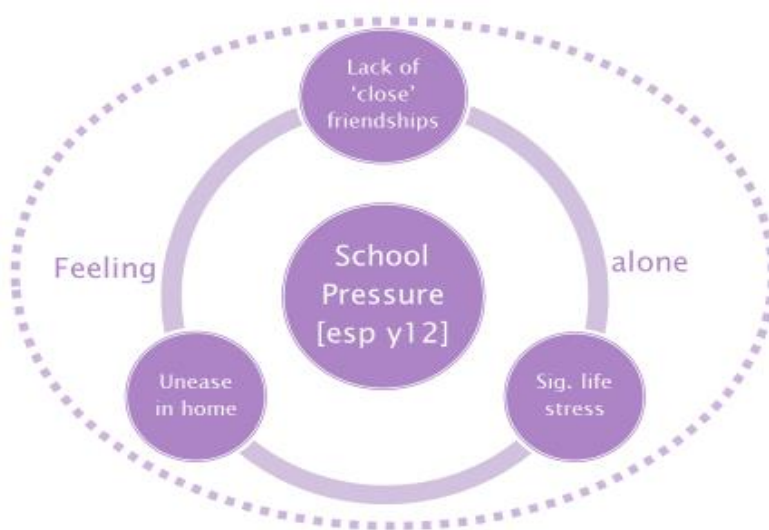 Lack of
‘close’
friendships
Feeling
School
Pressure
[esp y12]
alone
Unease
in home
Sig. life
stress